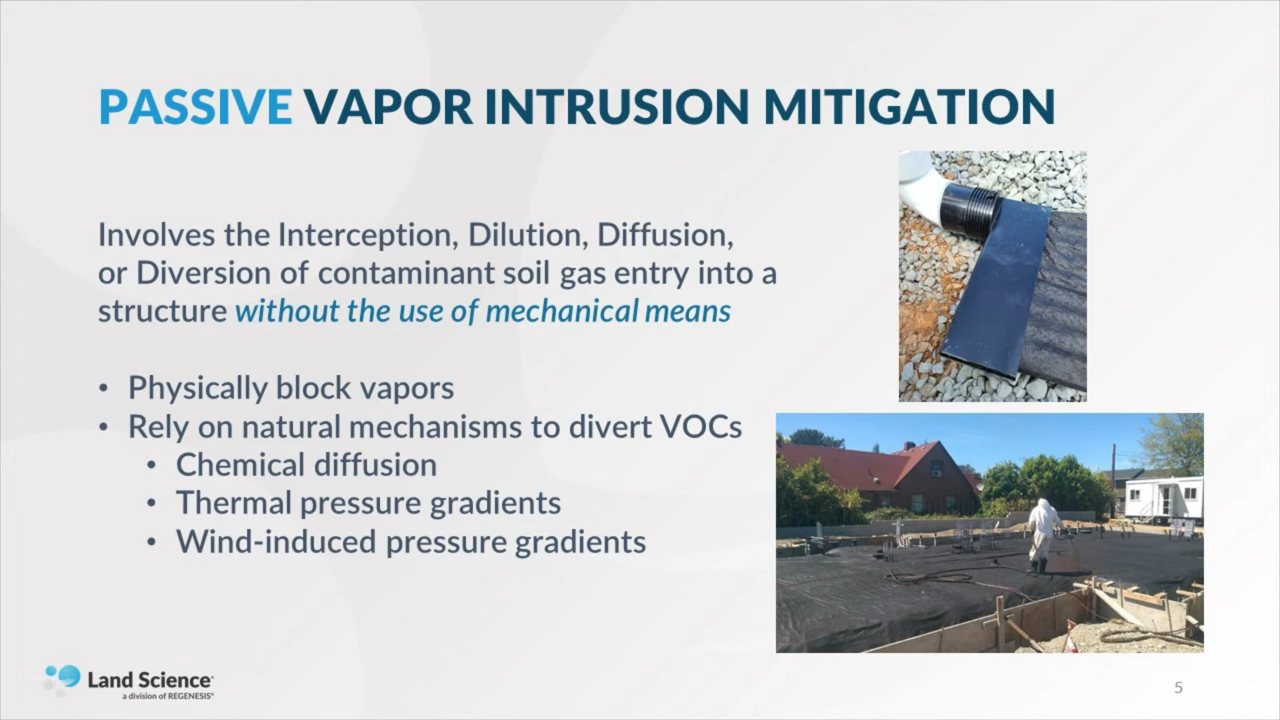 PASSIVE VAPOR INTRUSION MITIGATION
Involves the Interception, Dilution, Diffusion,
or Diversion of contaminant soil gas entry into a
structure without the use of mechanical means
• Physically block vapors
• Rely on natural mechanisms to divert VOCs
• Chemical diffusion
• Thermal pressure gradients
• Wind-induced pressure gradients
Land Science®
a division of REGENESIS®
5